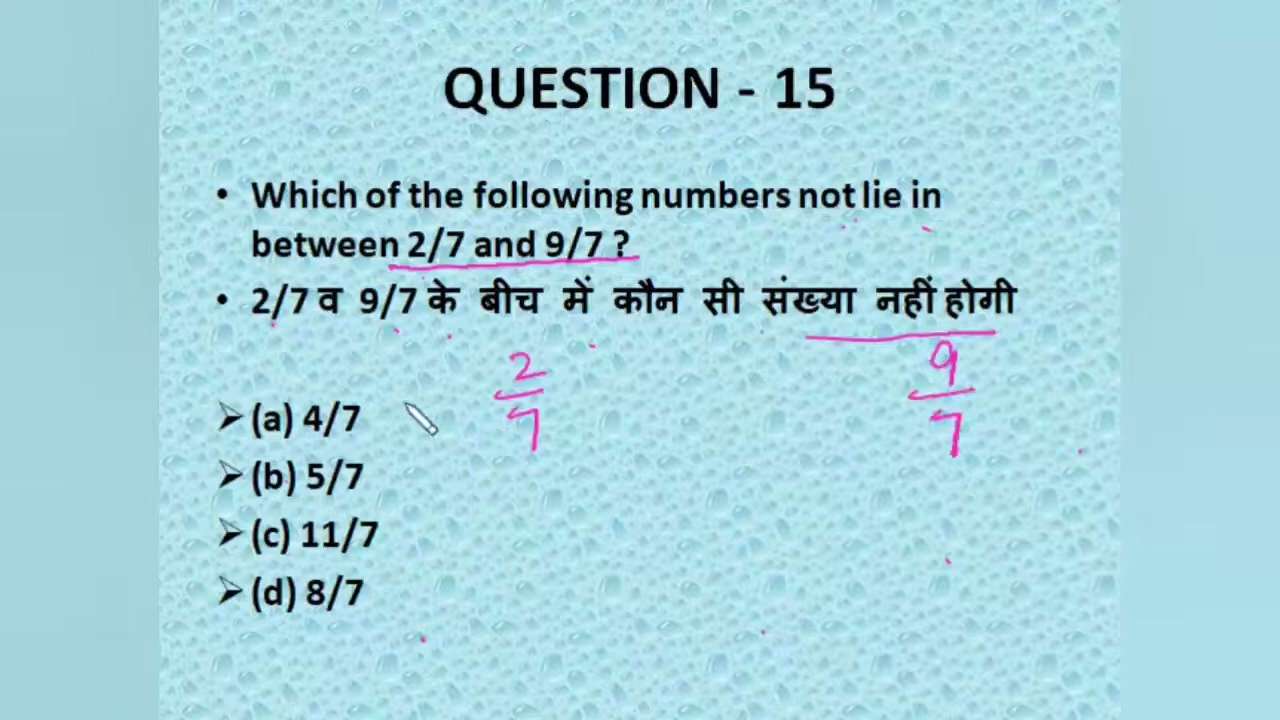 QUESTION - 15
• Which of the following numbers not lie in
between 2/7 and 9/7 ?
• 2/7 व 9/7 के बीच में कौन सी संख्या नहीं होगी
2/7 9/7
➢ (a) 4/7
➢ (b) 5/7
➢ (c) 11/7
➢ (d) 8/7